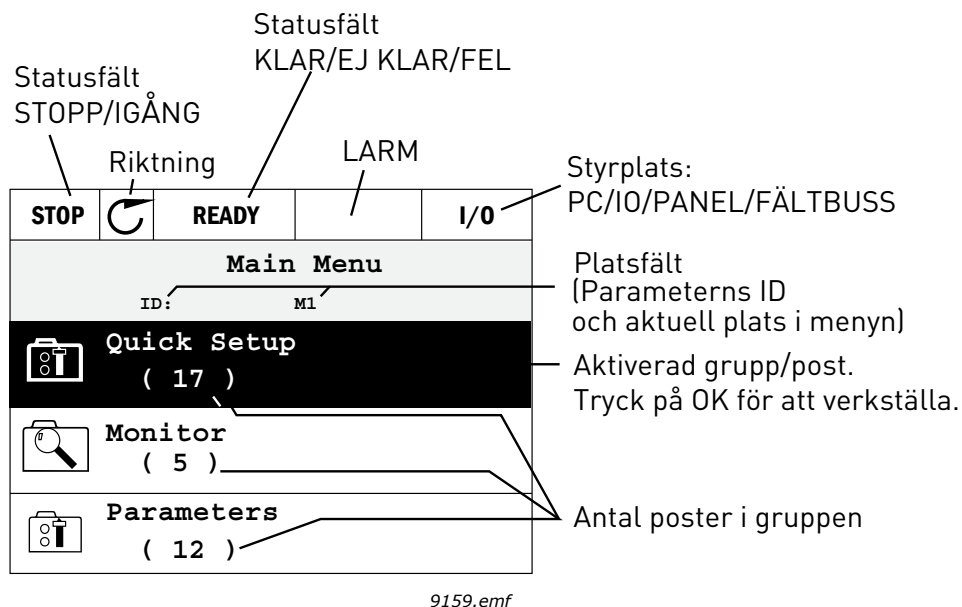 Statusfält
KLAR/EJ KLAR/FEL
Statusfält
STOPP/IGÅNG
Riktning
LARM
Styrplats:
PC/IO/PANEL/FÄLTBUSS
STOP
READY
I/O
Main Menu
ID:
M1
Platsfält
(Parameterns ID
och aktuell plats i menyn)
Quick Setup
( 17 )
Aktiverad grupp/post.
Tryck på OK för att verkställa.
Monitor
( 5 )
Parameters
( 12 )
Antal poster i gruppen
9159.emf